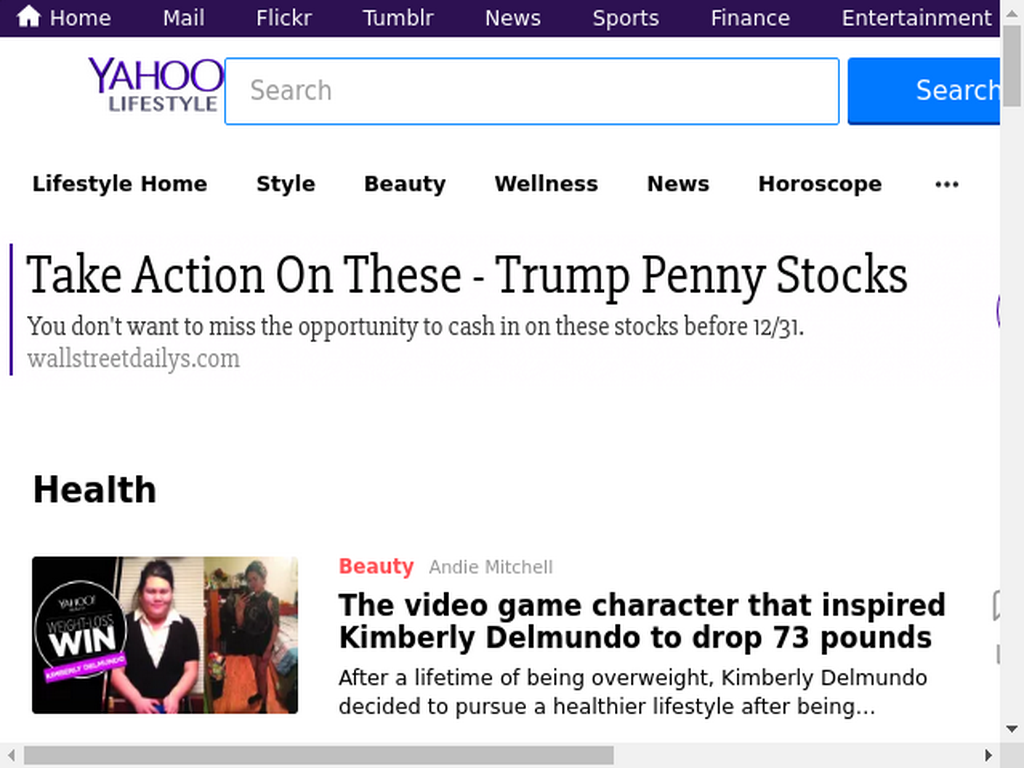 Home Mail Flickr Tumblr News Sports Finance Entertainment
YAHOO
LIFESTYLE
Search
Search
Lifestyle Home Style Beauty Wellness News Horoscope •••
Take Action On These - Trump Penny Stocks
You don't want to miss the opportunity to cash in on these stocks before 12/31.
wallstreetdailys.com
Health
YAHOO!
WEIGHT-LOSS
WIN
KIMBERLY DELMUNDO
Beauty Andie Mitchell
The video game character that inspired
Kimberly Delmundo to drop 73 pounds
After a lifetime of being overweight, Kimberly Delmundo
decided to pursue a healthier lifestyle after being...